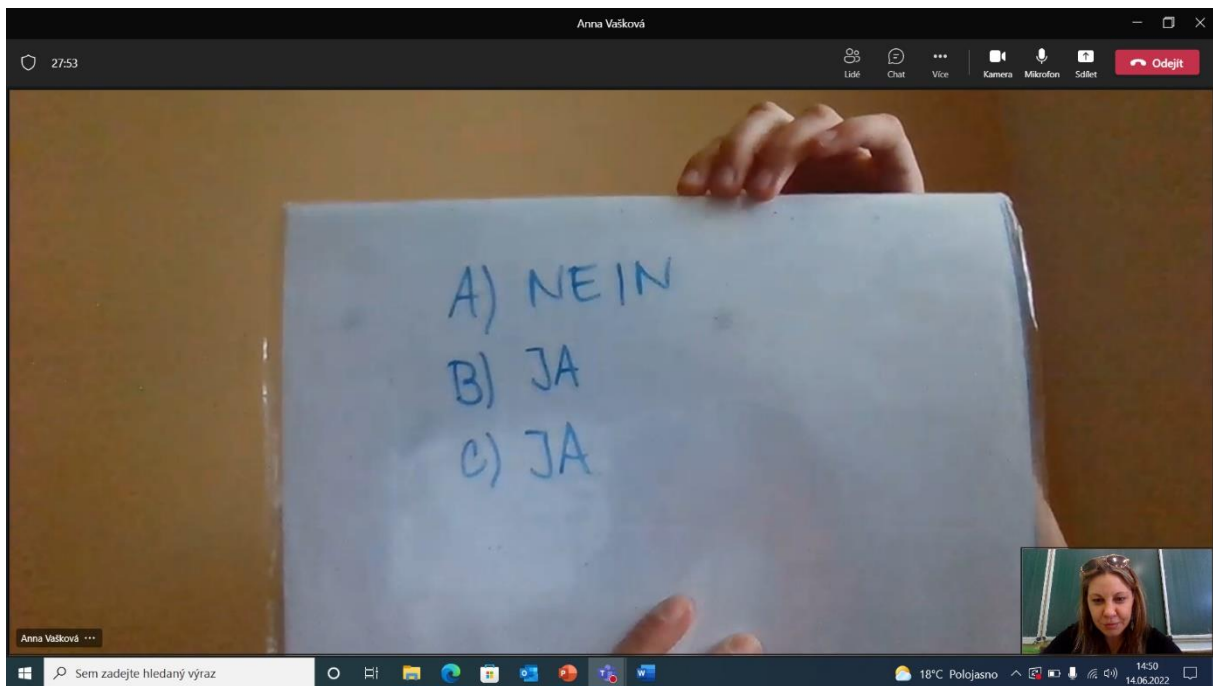 Anna Vašková
27:53
Lidé Chat Více Kamera Mikrofon Sdílet Odejít
A) NEIN
B) JA
C) JA
Anna Vašková ...
Sem zadejte hledaný výraz
18°C Polojasno
14:50
14.06.2022